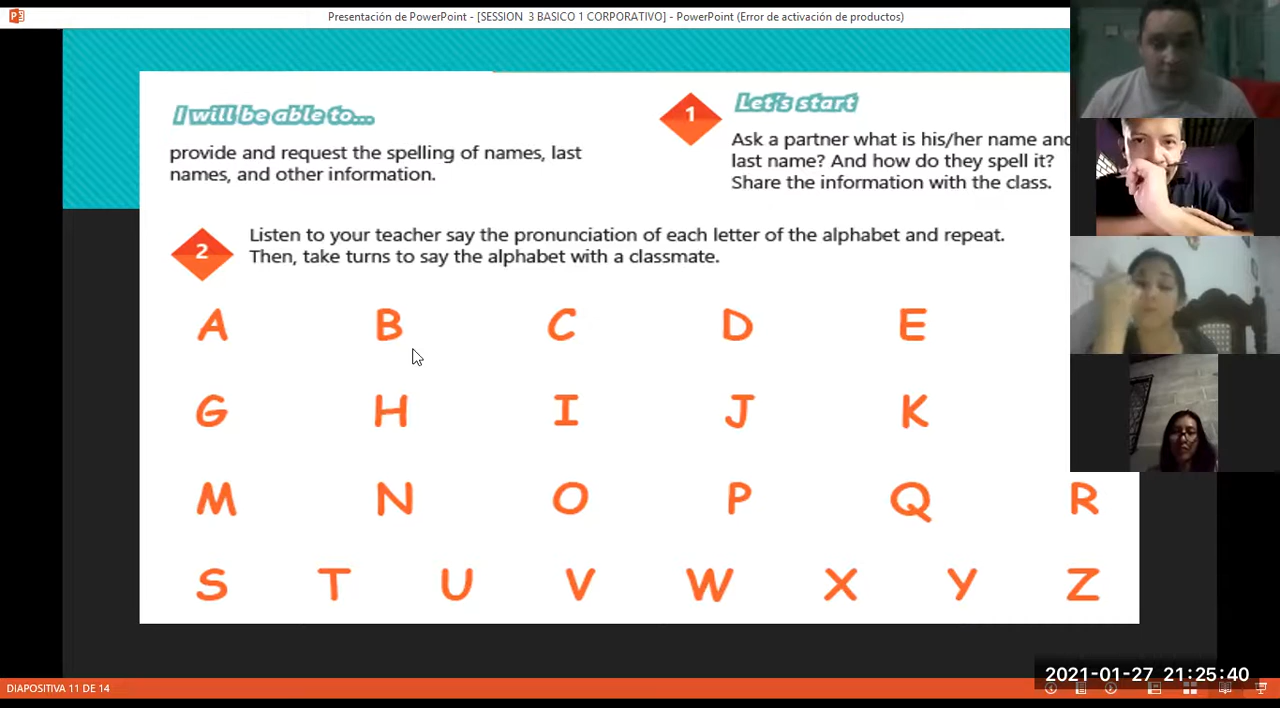 Presentación de PowerPoint - [SESSION 3 BASICO 1 CORPORATIVO] - PowerPoint (Error de activación de productos)
I will be able to...
provide and request the spelling of names, last
names, and other information.
1
Let's start
Ask a partner what is his/her name and
last name? And how do they spell it?
Share the information with the class.
2
Listen to your teacher say the pronunciation of each letter of the alphabet and repeat.
Then, take turns to say the alphabet with a classmate.
A B C D E
G H I J K
M N O P Q R
S T U V W X Y Z
2021-01-27 21:25:40
DIAPOSITIVA 11 DE 14